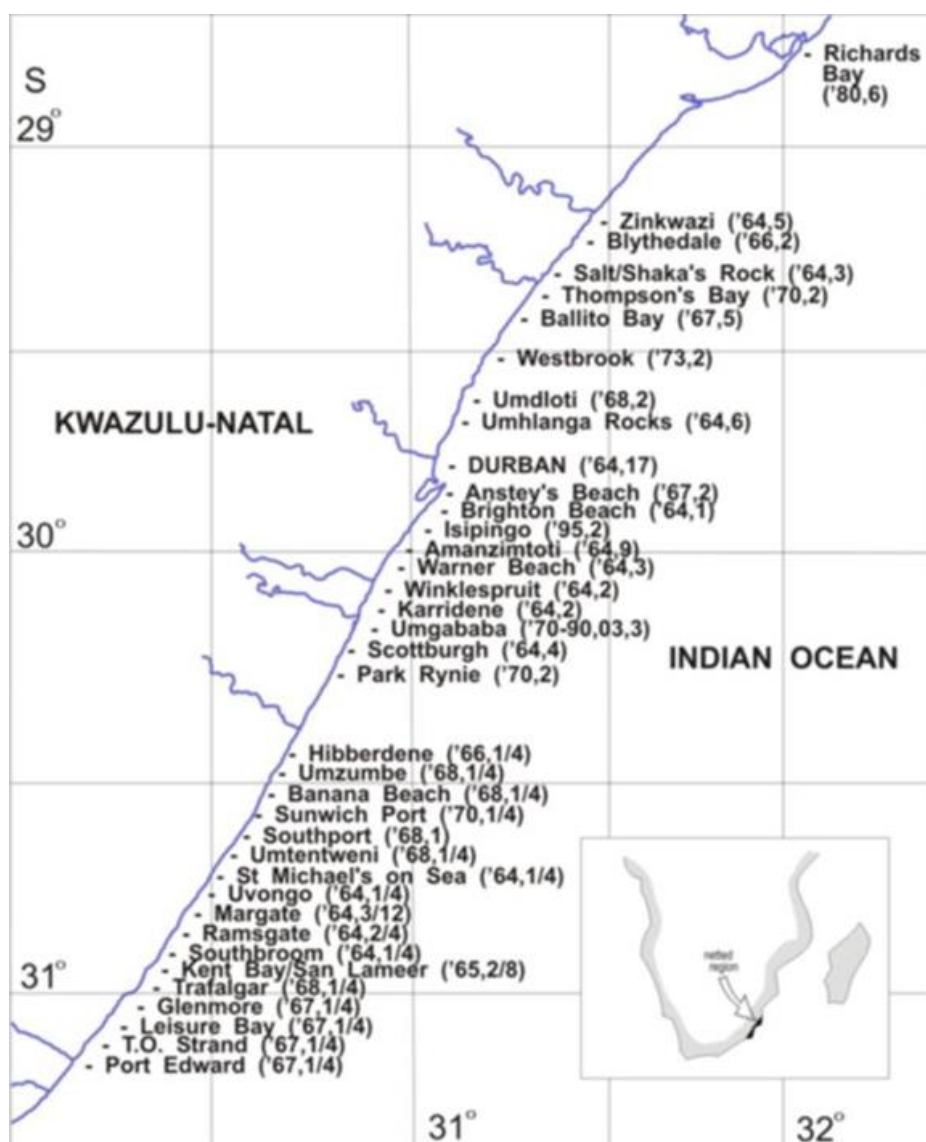 S
29°
Richards
Bay
('80,6)
Zinkwazi ('64,5)
Blythedale ('66,2)
Salt/Shaka's Rock ('64,3)
Thompson's Bay ('70,2)
Ballito Bay ('67,5)
Westbrook ('73,2)
Umdloti ('68,2)
KWAZULU-NATAL
Umhlanga Rocks ('64,6)
DURBAN ('64,17)
Anstey's Beach ('67,2)
Brighton Beach ('64,1)
30°
Isipingo ('95,2)
Amanzimtoti ('64,9)
Warner Beach ('64,3)
Winklespruit ('64,2)
Karridene ('64,2)
Umgababa ('70-90,03,3)
Scottburgh ('64,4)
INDIAN OCEAN
Park Rynie ('70,2)
Hibberdene ('66,1/4)
Umzumbe ('68,1/4)
Banana Beach ('68,1/4)
Sunwich Port ('70,1/4)
Southport ('68,1)
Umtentweni ('68,1/4)
St Michael's on Sea ('64,1/4)
Uvongo ('64,1/4)
Margate ('64,3/12)
Ramsgate ('64,2/4)
Southbroom ('64,1/4)
31°
Kent Bay/San Lameer ('65,2/8)
Trafalgar ('68,1/4)
Glenmore ('67,1/4)
Leisure Bay ('67,1/4)
T.O. Strand ('67,1/4)
Port Edward ('67,1/4)
netted
region
31°
32°